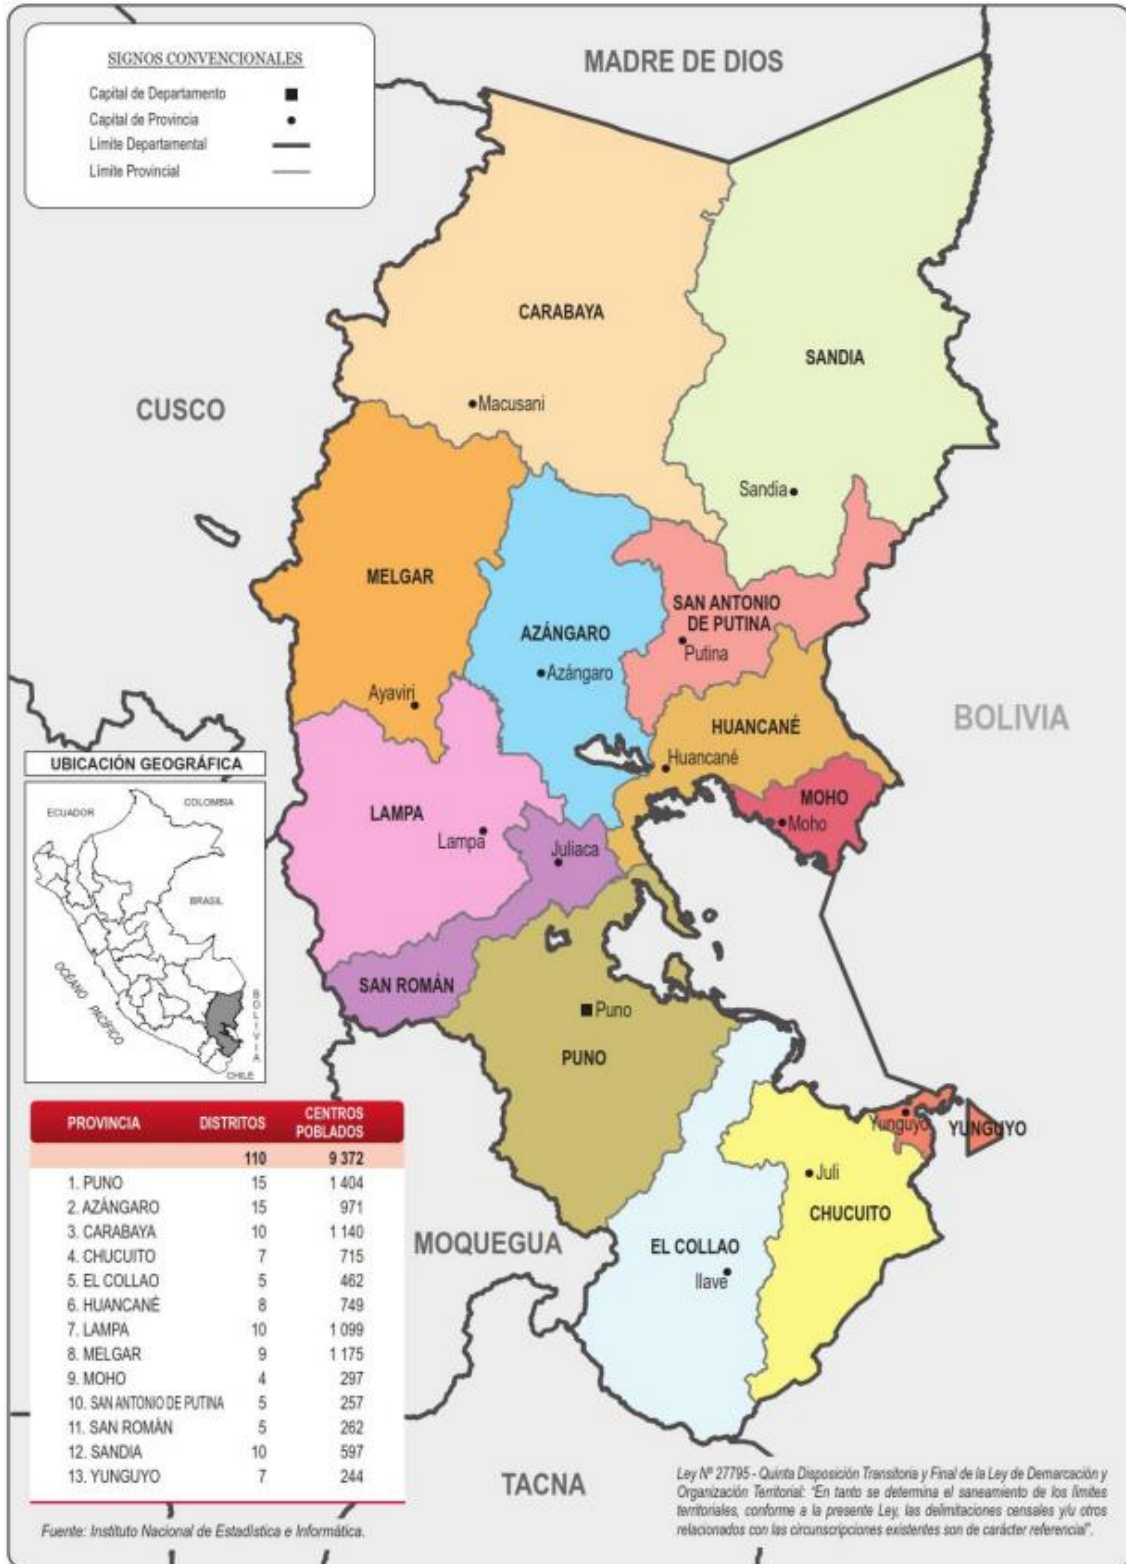 SIGNOS CONVENCIONALES
Capital de Departamento
Capital de Provincia
Límite Departamental
Límite Provincial
MADRE DE DIOS
CARABAYA
SANDIA
CUSCO
Macusani
Sandia
MELGAR
SAN ANTONIO
DE PUTINA
AZÁNGARO
Putina
Azángaro
Ayaviri
BOLIVIA
HUANCANÉ
Huancané
MOHO
Moho
LAMPA
Lampa
Juliaca
SAN ROMÁN
Puno
PUNO
Yunguyo
YUNGUYO
Juli
CHUCUITO
MOQUEGUA
EL COLLAO
Ilave
TACNA
UBICACIÓN GEOGRÁFICA
ECUADOR
COLOMBIA
BRASIL
OCÉANO PACÍFICO
BOLIVIA
CHILE
PROVINCIA DISTRITOS CENTROS POBLADOS
110 9 372
1. PUNO 15 1 404
2. AZÁNGARO 15 971
3. CARABAYA 10 1 140
4. CHUCUITO 7 715
5. EL COLLAO 5 462
6. HUANCANÉ 8 749
7. LAMPA 10 1 099
8. MELGAR 9 1 175
9. MOHO 4 297
10. SAN ANTONIO DE PUTINA 5 257
11. SAN ROMÁN 5 262
12. SANDIA 10 597
13. YUNGUYO 7 244
Fuente: Instituto Nacional de Estadística e Informática.
Ley Nº 27795 - Quinta Disposición Transitoria y Final de la Ley de Demarcación y
Organización Territorial: "En tanto se determina el saneamiento de los límites
territoriales, conforme a la presente Ley, las delimitaciones censales y/u otros
relacionados con las circunscripciones existentes son de carácter referencial".